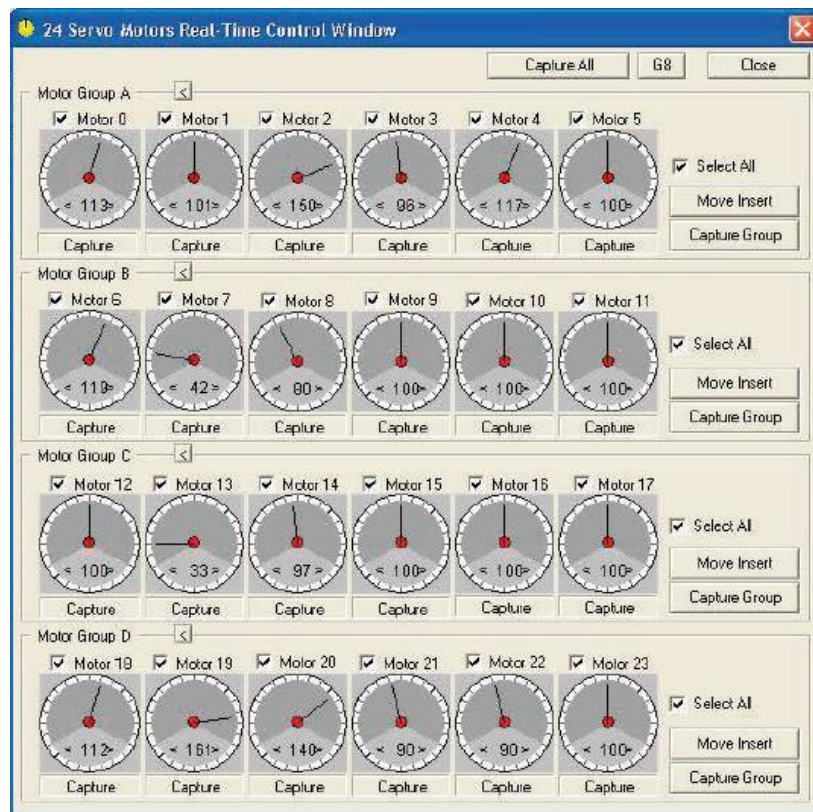 24 Servo Motors Real-Time Control Window
Capture All G8 Close
Motor Group A <
Motor 0 Motor 1 Motor 2 Motor 3 Motor 4 Motor 5
Select All
< 113> < 101> < 150> < 96 > < 117> < 100>
Move Insert
Capture Capture Capture Capture Capture Capture
Capture Group
Motor Group B <
Motor 6 Motor 7 Motor 8 Motor 9 Motor 10 Motor 11
Select All
< 119> < 42 > < 80 > < 100> < 100> < 100>
Move Insert
Capture Capture Capture Capture Capture Capture
Capture Group
Motor Group C <
Motor 12 Motor 13 Motor 14 Motor 15 Motor 16 Motor 17
Select All
< 100> < 33 > < 97 > < 100> < 100> < 100>
Move Insert
Capture Capture Capture Capture Capture Capture
Capture Group
Motor Group D <
Motor 18 Motor 19 Motor 20 Motor 21 Motor 22 Motor 23
Select All
< 112> < 161> < 140> < 90 > < 90 > < 100>
Move Insert
Capture Capture Capture Capture Capture Capture
Capture Group